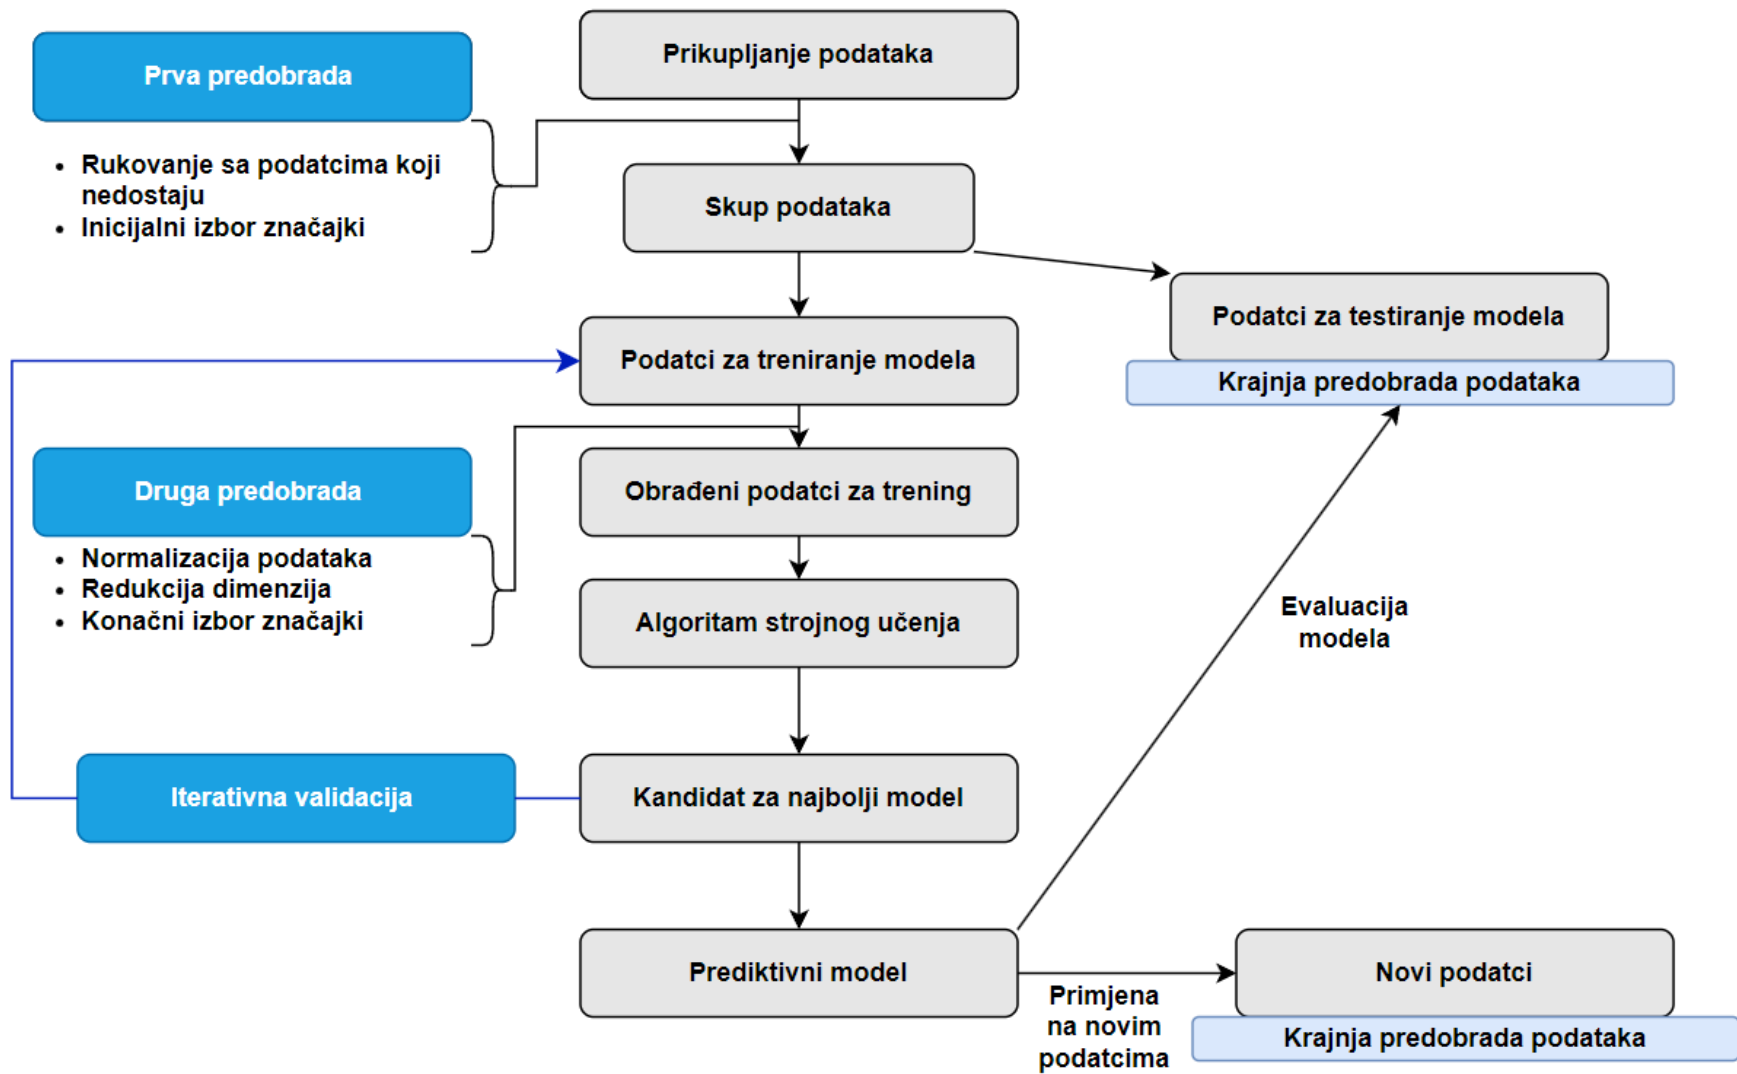 Prikupljanje podataka
Prva predobrada
• Rukovanje sa podatcima koji
nedostaju
• Inicijalni izbor značajki
Skup podataka
Podatci za testiranje modela
Krajnja predobrada podataka
Podatci za treniranje modela
Druga predobrada
• Normalizacija podataka
• Redukcija dimenzija
• Konačni izbor značajki
Obrađeni podatci za trening
Algoritam strojnog učenja
Evaluacija
modela
Iterativna validacija
Kandidat za najbolji model
Prediktivni model
Primjena
na novim
podatcima
Novi podatci
Krajnja predobrada podataka